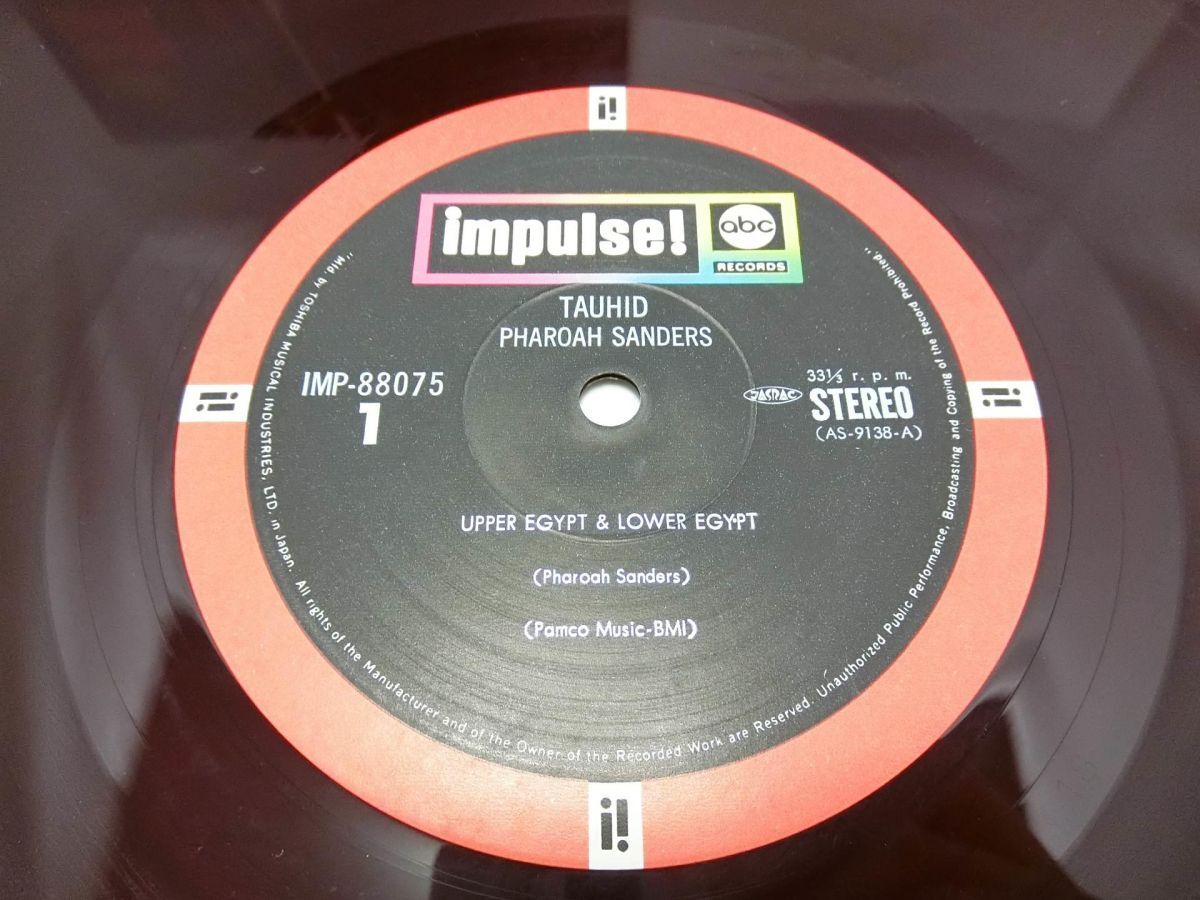 i!
impulse!
abc
RECORDS
TAUHID
PHAROAH SANDERS
IMP-88075
1
JASRAC
33⅓ r. p. m.
STEREO
(AS-9138-A)
i!
i!
UPPER EGYPT & LOWER EGYPT
(Pharoah Sanders)
(Pamco Music-BMI)
"Mfd. by TOSHIBA MUSICAL INDUSTRIES, LTD. in Japan. All rights of the Manufacturer and of the Owner of the Recorded Work are Reserved. Unauthorized Public Performance, Broadcasting and Copying of the Record Prohibited."
i!